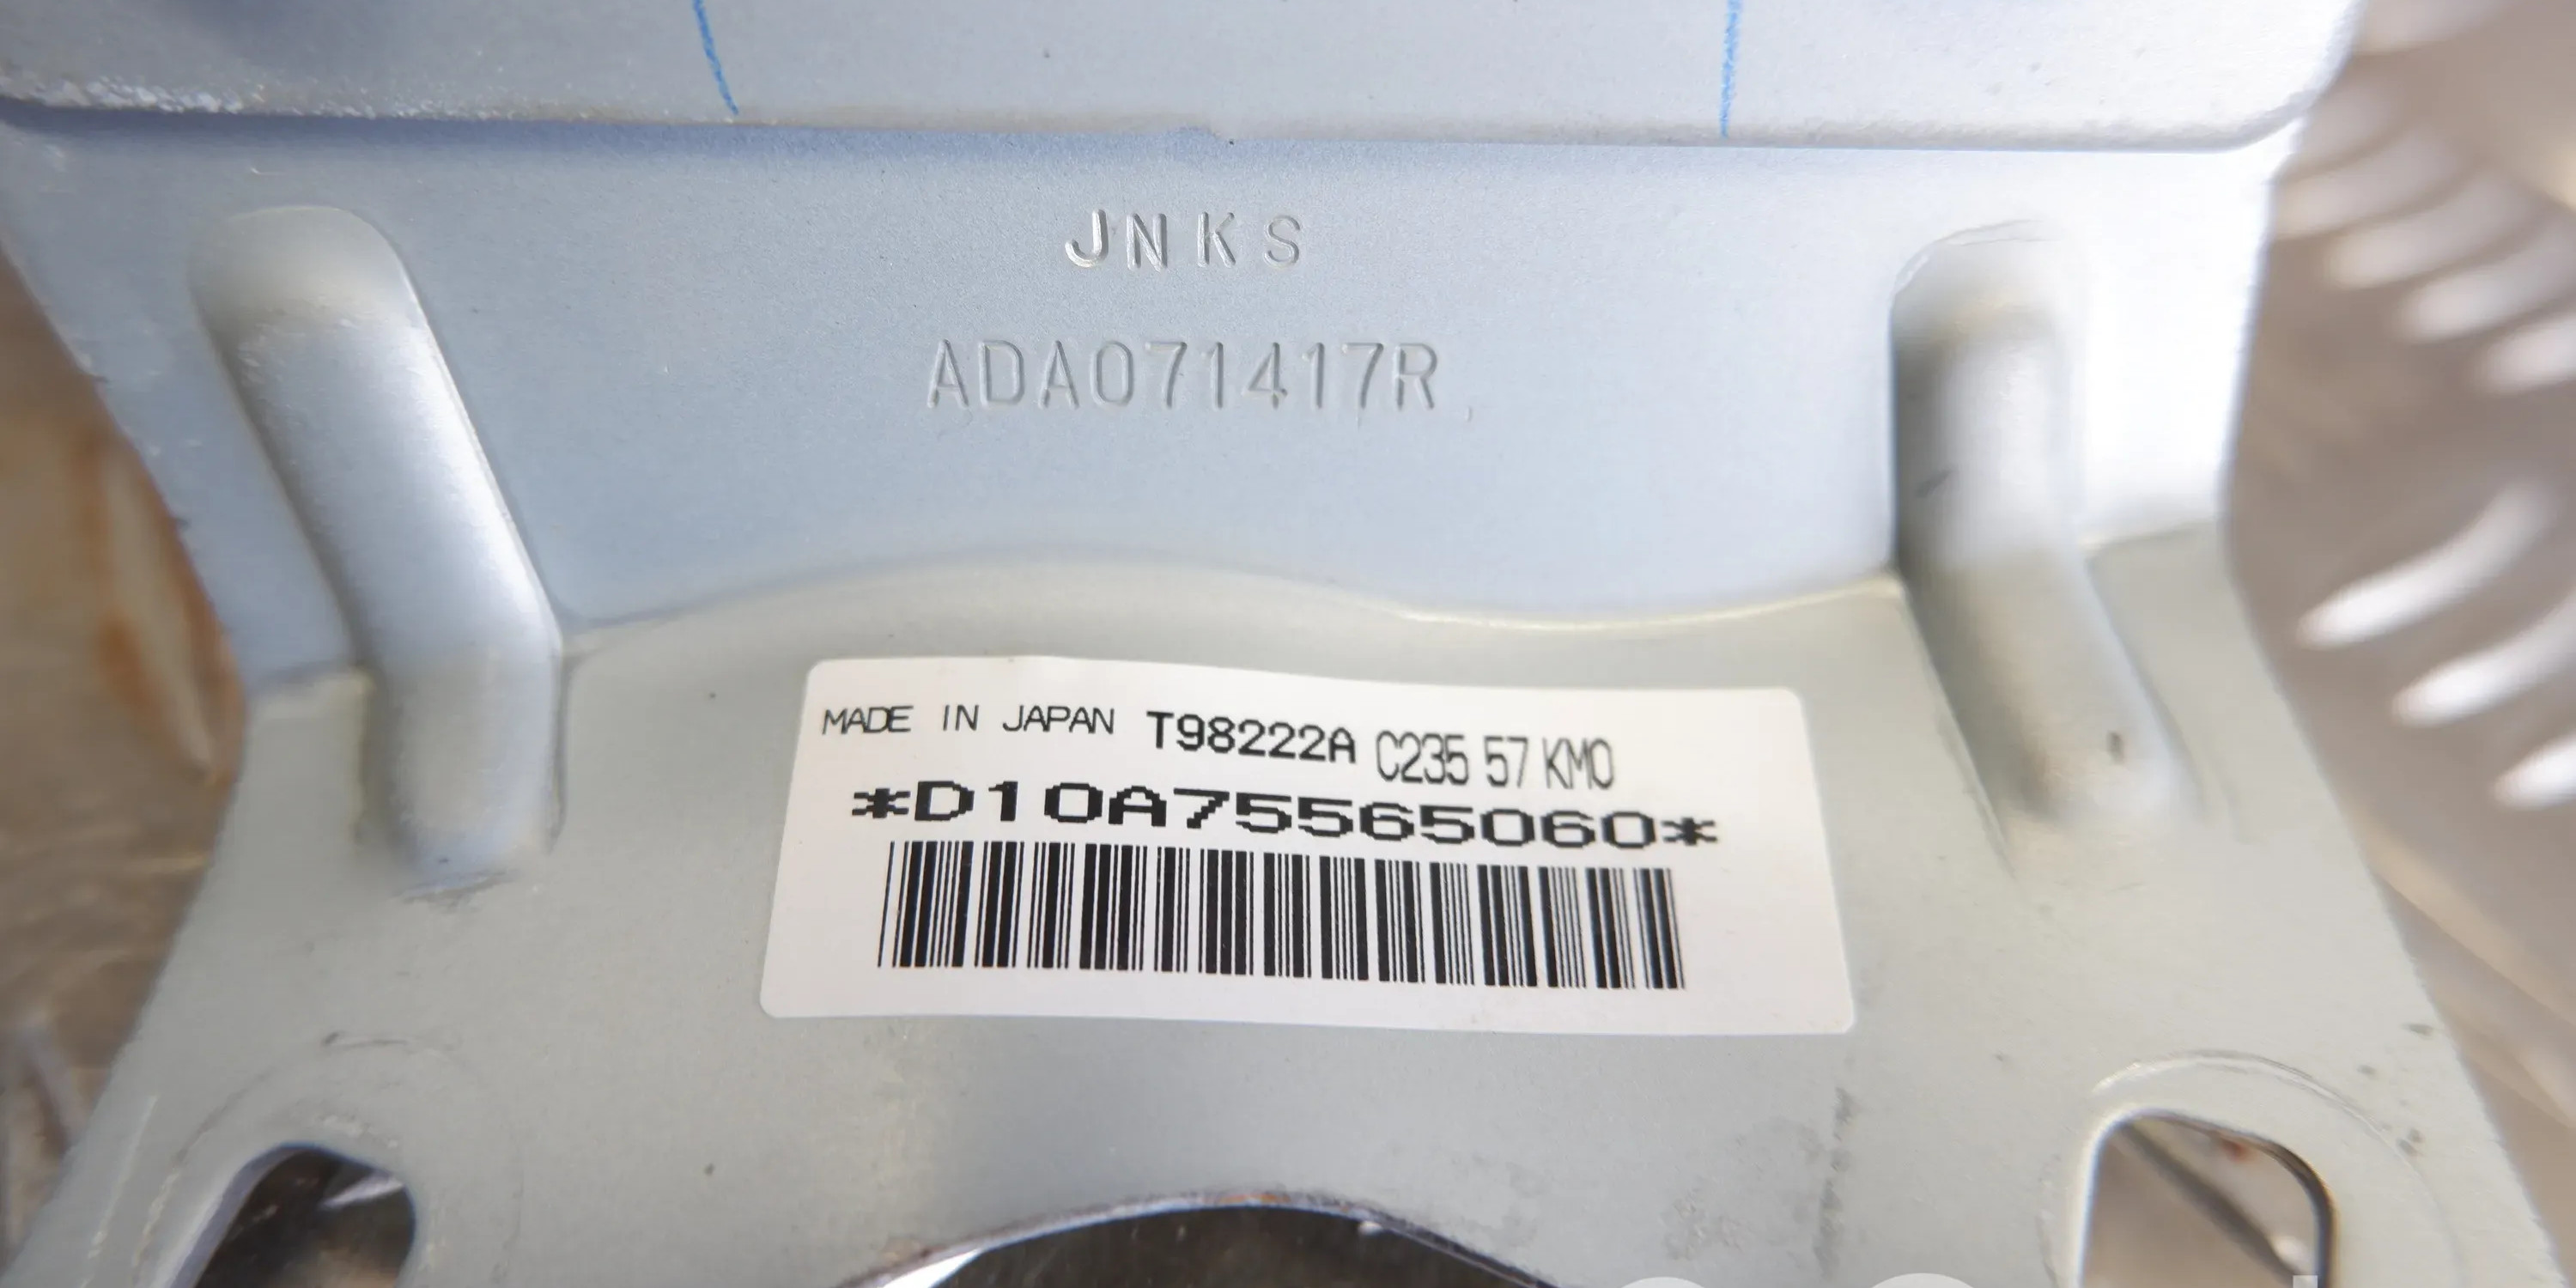 JNKS
ADA071417R
MADE IN JAPAN T98222A C235 57 KM0
*D10A75565060*